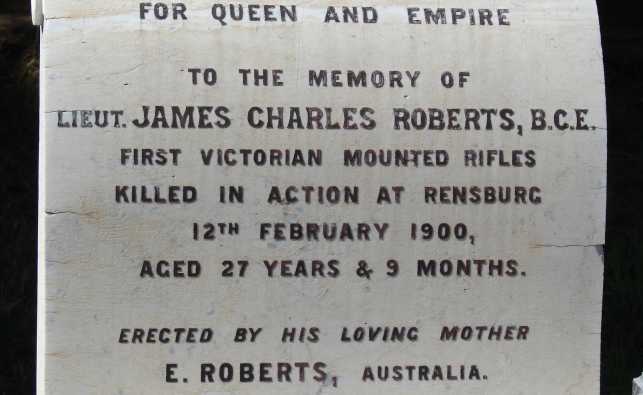 FOR QUEEN AND EMPIRE
TO THE MEMORY OF
LIEUT. JAMES CHARLES ROBERTS, B.C.E.
FIRST VICTORIAN MOUNTED RIFLES
KILLED IN ACTION AT RENSBURG
12TH FEBRUARY 1900,
AGED 27 YEARS & 9 MONTHS.
ERECTED BY HIS LOVING MOTHER
E. ROBERTS, AUSTRALIA.